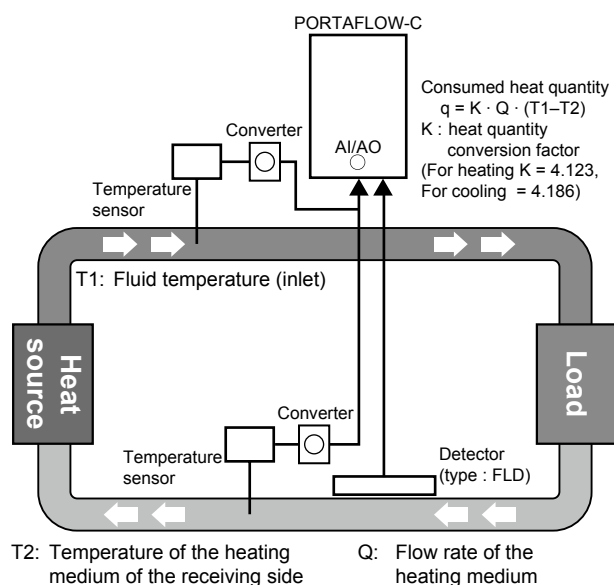 PORTAFLOW-C
Consumed heat quantity
q = K · Q · (T1–T2)
K : heat quantity
conversion factor
(For heating K = 4.123,
For cooling = 4.186)
AI/AO
Converter
Temperature
sensor
T1: Fluid temperature (inlet)
Heat
source
Load
Converter
Temperature
sensor
Detector
(type : FLD)
T2: Temperature of the heating
medium of the receiving side
Q: Flow rate of the
heating medium